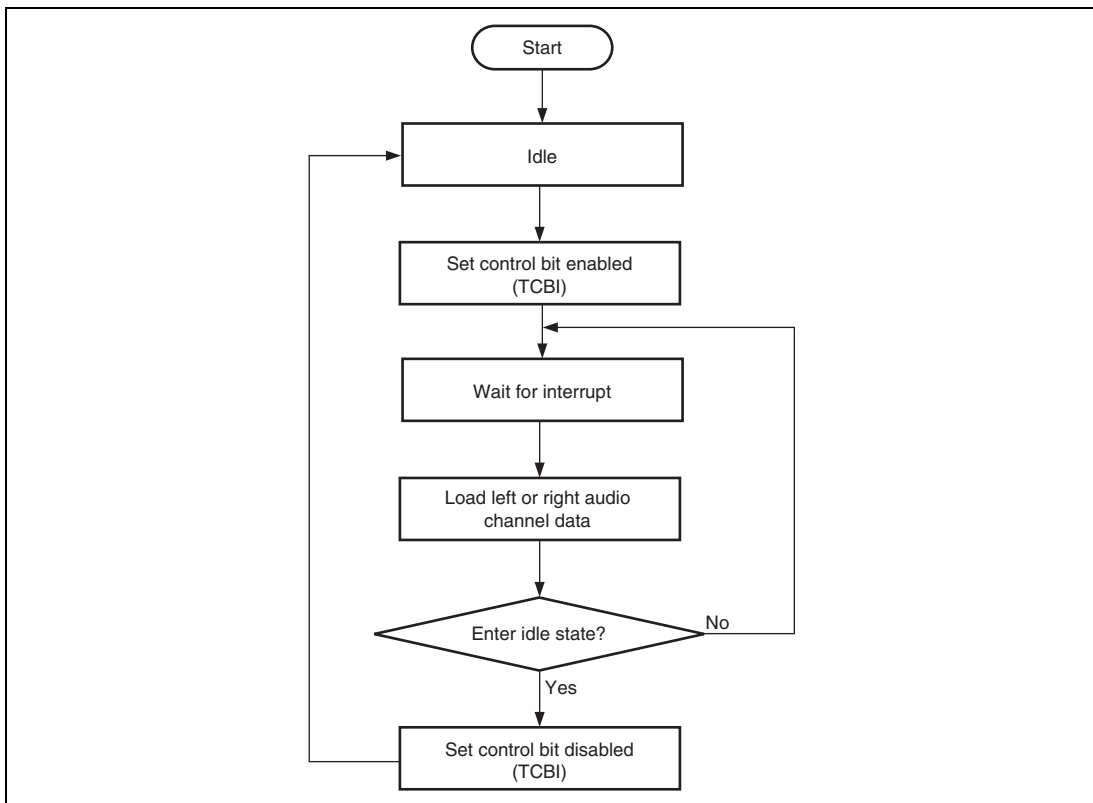 Start
Idle
Set control bit enabled
(TCBI)
Wait for interrupt
Load left or right audio
channel data
Enter idle state?
No
Yes
Set control bit disabled
(TCBI)